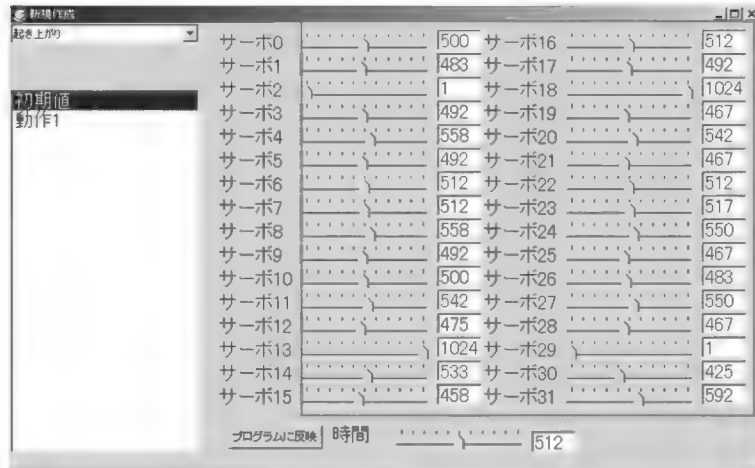 新規作成
起き上がり
初期値
動作1
サーボ0 500 サーボ16 512
サーボ1 483 サーボ17 492
サーボ2 1 サーボ18 1024
サーボ3 492 サーボ19 467
サーボ4 558 サーボ20 542
サーボ5 492 サーボ21 467
サーボ6 512 サーボ22 512
サーボ7 512 サーボ23 517
サーボ8 558 サーボ24 550
サーボ9 492 サーボ25 467
サーボ10 500 サーボ26 483
サーボ11 542 サーボ27 550
サーボ12 475 サーボ28 467
サーボ13 1024 サーボ29 1
サーボ14 533 サーボ30 425
サーボ15 458 サーボ31 592
プログラムに反映 時間 512